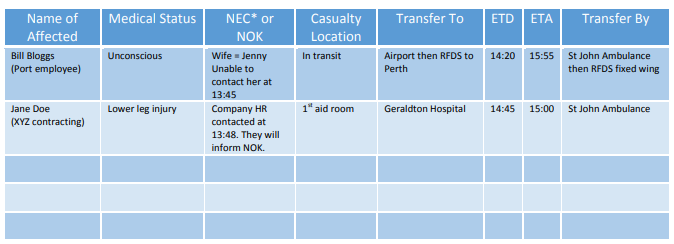 Name of Affected
Medical Status
NEC* or NOK
Casualty Location
Transfer To
ETD
ETA
Transfer By
Bill Bloggs
(Port employee)
Unconscious
Wife = Jenny
Unable to
contact her at
13:45
In transit
Airport then RFDS to
Perth
14:20
15:55
St John Ambulance
then RFDS fixed wing
Jane Doe
(XYZ contracting)
Lower leg injury
Company HR
contacted at
13:48. They will
inform NOK.
1st aid room
Geraldton Hospital
14:45
15:00
St John Ambulance